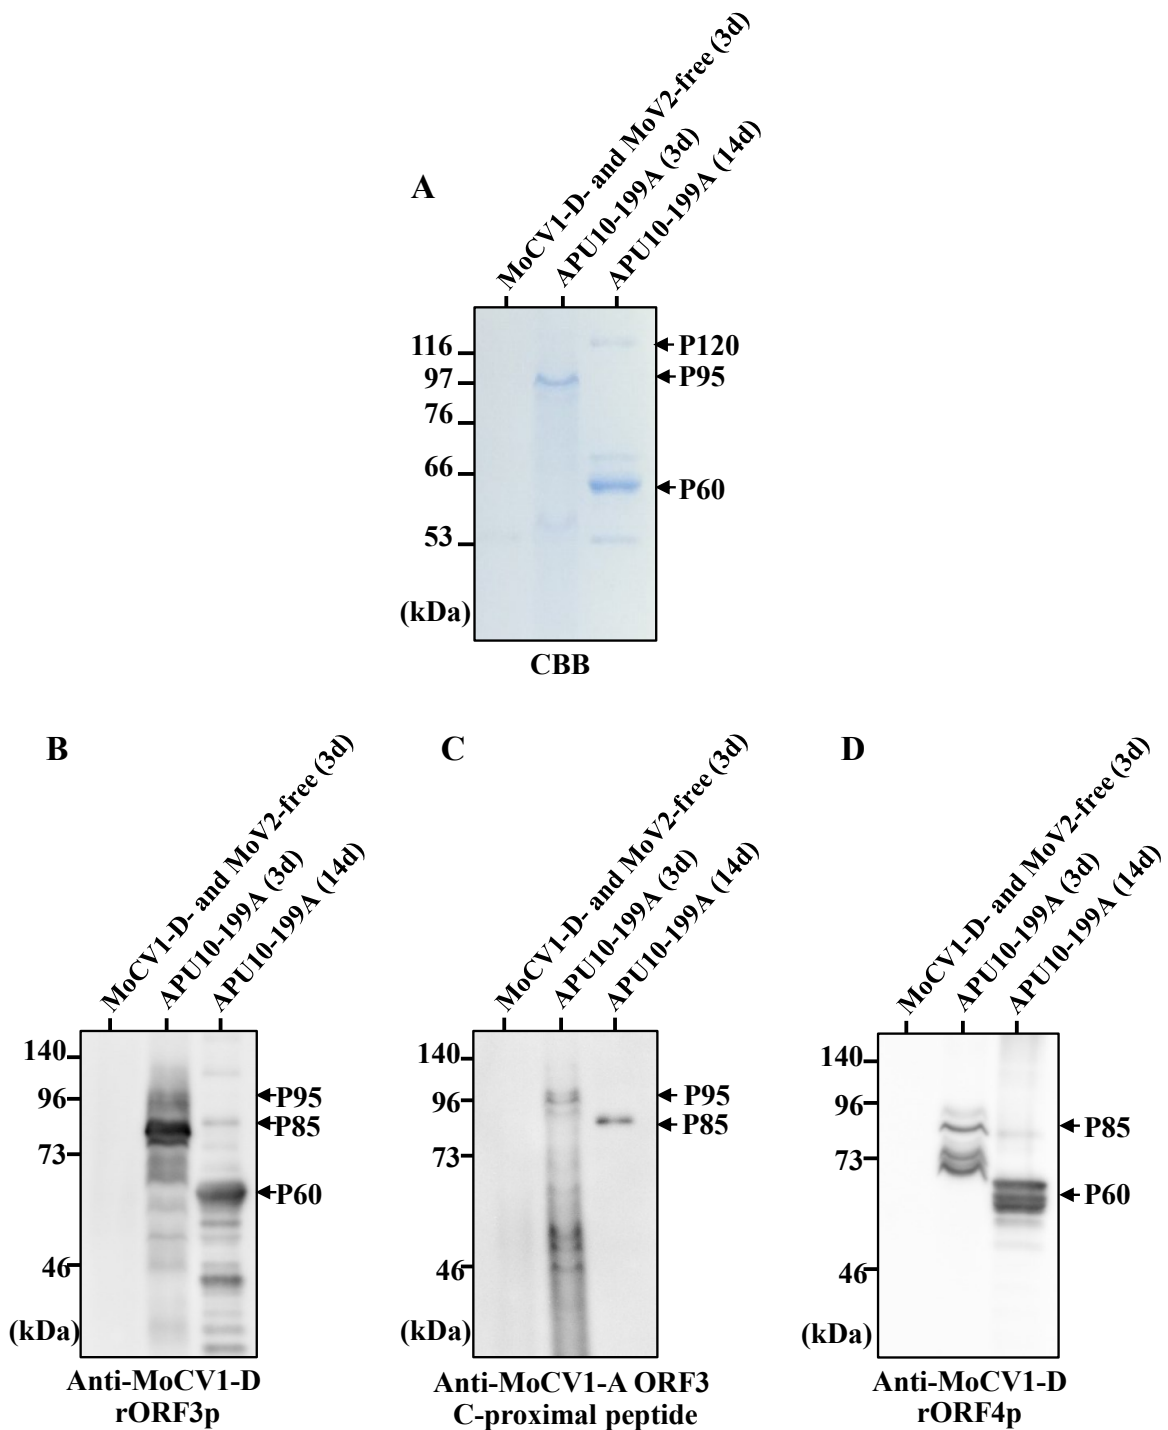 A
MoCV1-D- and MoV2-free (3d)
APU10-199A (3d)
APU10-199A (14d)
116
97
76
66
53
(kDa)
P120
P95
P60
CBB
B
MoCV1-D- and MoV2-free (3d)
APU10-199A (3d)
APU10-199A (14d)
140
96
73
46
(kDa)
P95
P85
P60
Anti-MoCV1-D
rORF3p
C
MoCV1-D- and MoV2-free (3d)
APU10-199A (3d)
APU10-199A (14d)
140
96
73
46
(kDa)
P95
P85
Anti-MoCV1-A ORF3
C-proximal peptide
D
MoCV1-D- and MoV2-free (3d)
APU10-199A (3d)
APU10-199A (14d)
140
96
73
46
(kDa)
P85
P60
Anti-MoCV1-D
rORF4p